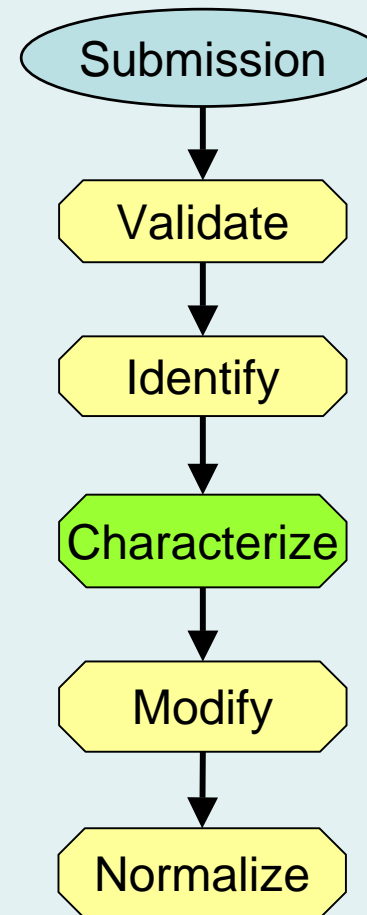 Submission
Validate
Identify
Characterize
Modify
Normalize